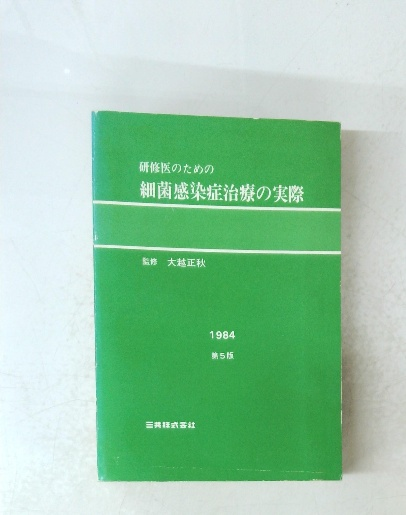 研修医のための
細菌感染症治療の実際
監修 大越正秋
1984
第5版
三共株式会社